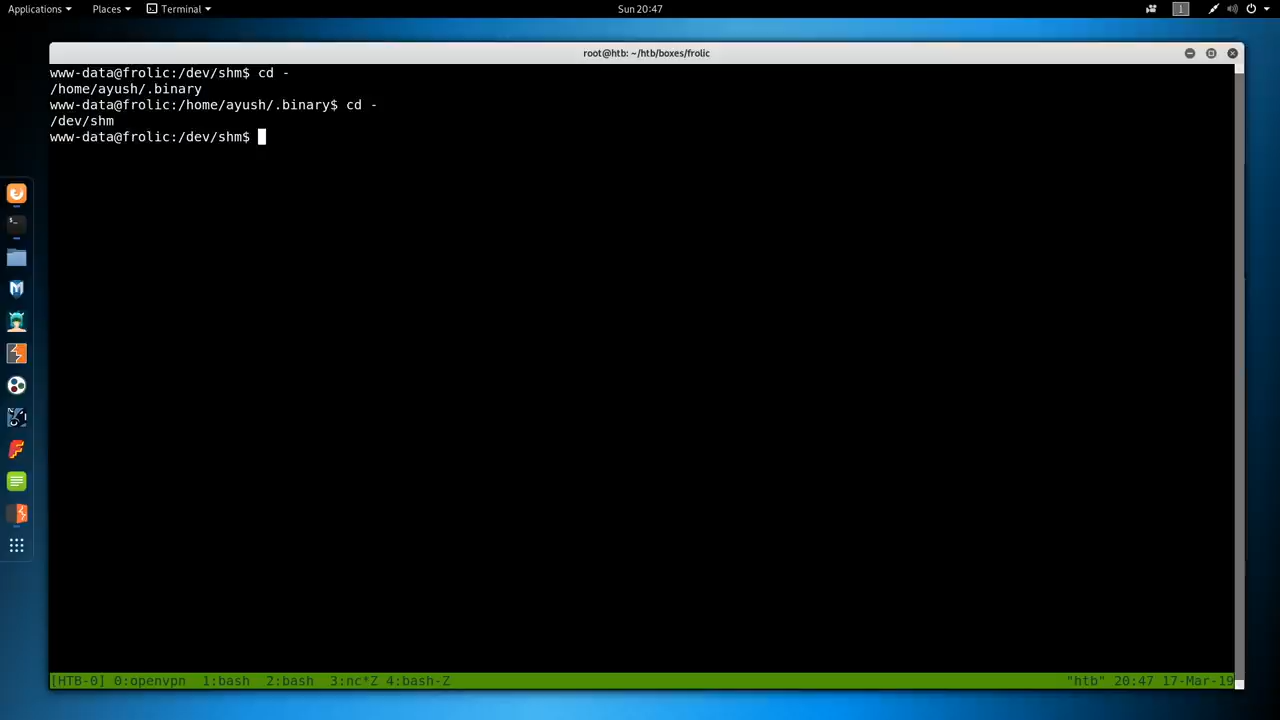 Applications Places Terminal Sun 20:47 1
root@htb: ~/htb/boxes/frolic
www-data@frolic:/dev/shm$ cd -
/home/ayush/.binary
www-data@frolic:/home/ayush/.binary$ cd -
/dev/shm
www-data@frolic:/dev/shm$
[HTB-0] 0:openvpn 1:bash 2:bash 3:nc*Z 4:bash-Z "htb" 20:47 17-Mar-19